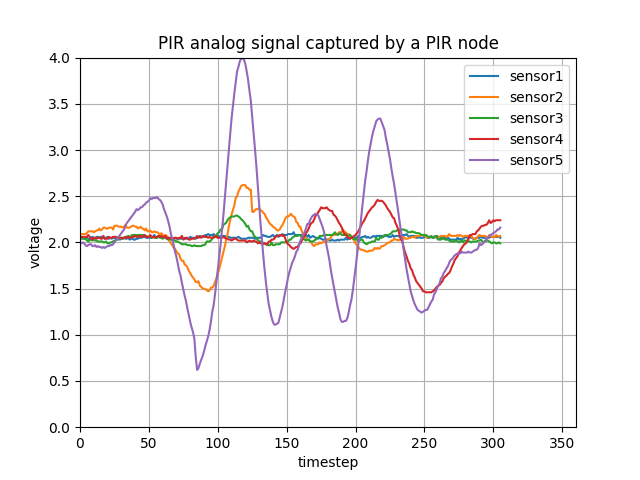 PIR analog signal captured by a PIR node
4.0
3.5
3.0
2.5
2.0
1.5
1.0
0.5
0.0
voltage
sensor1
sensor2
sensor3
sensor4
sensor5
0 50 100 150 200 250 300 350
timestep